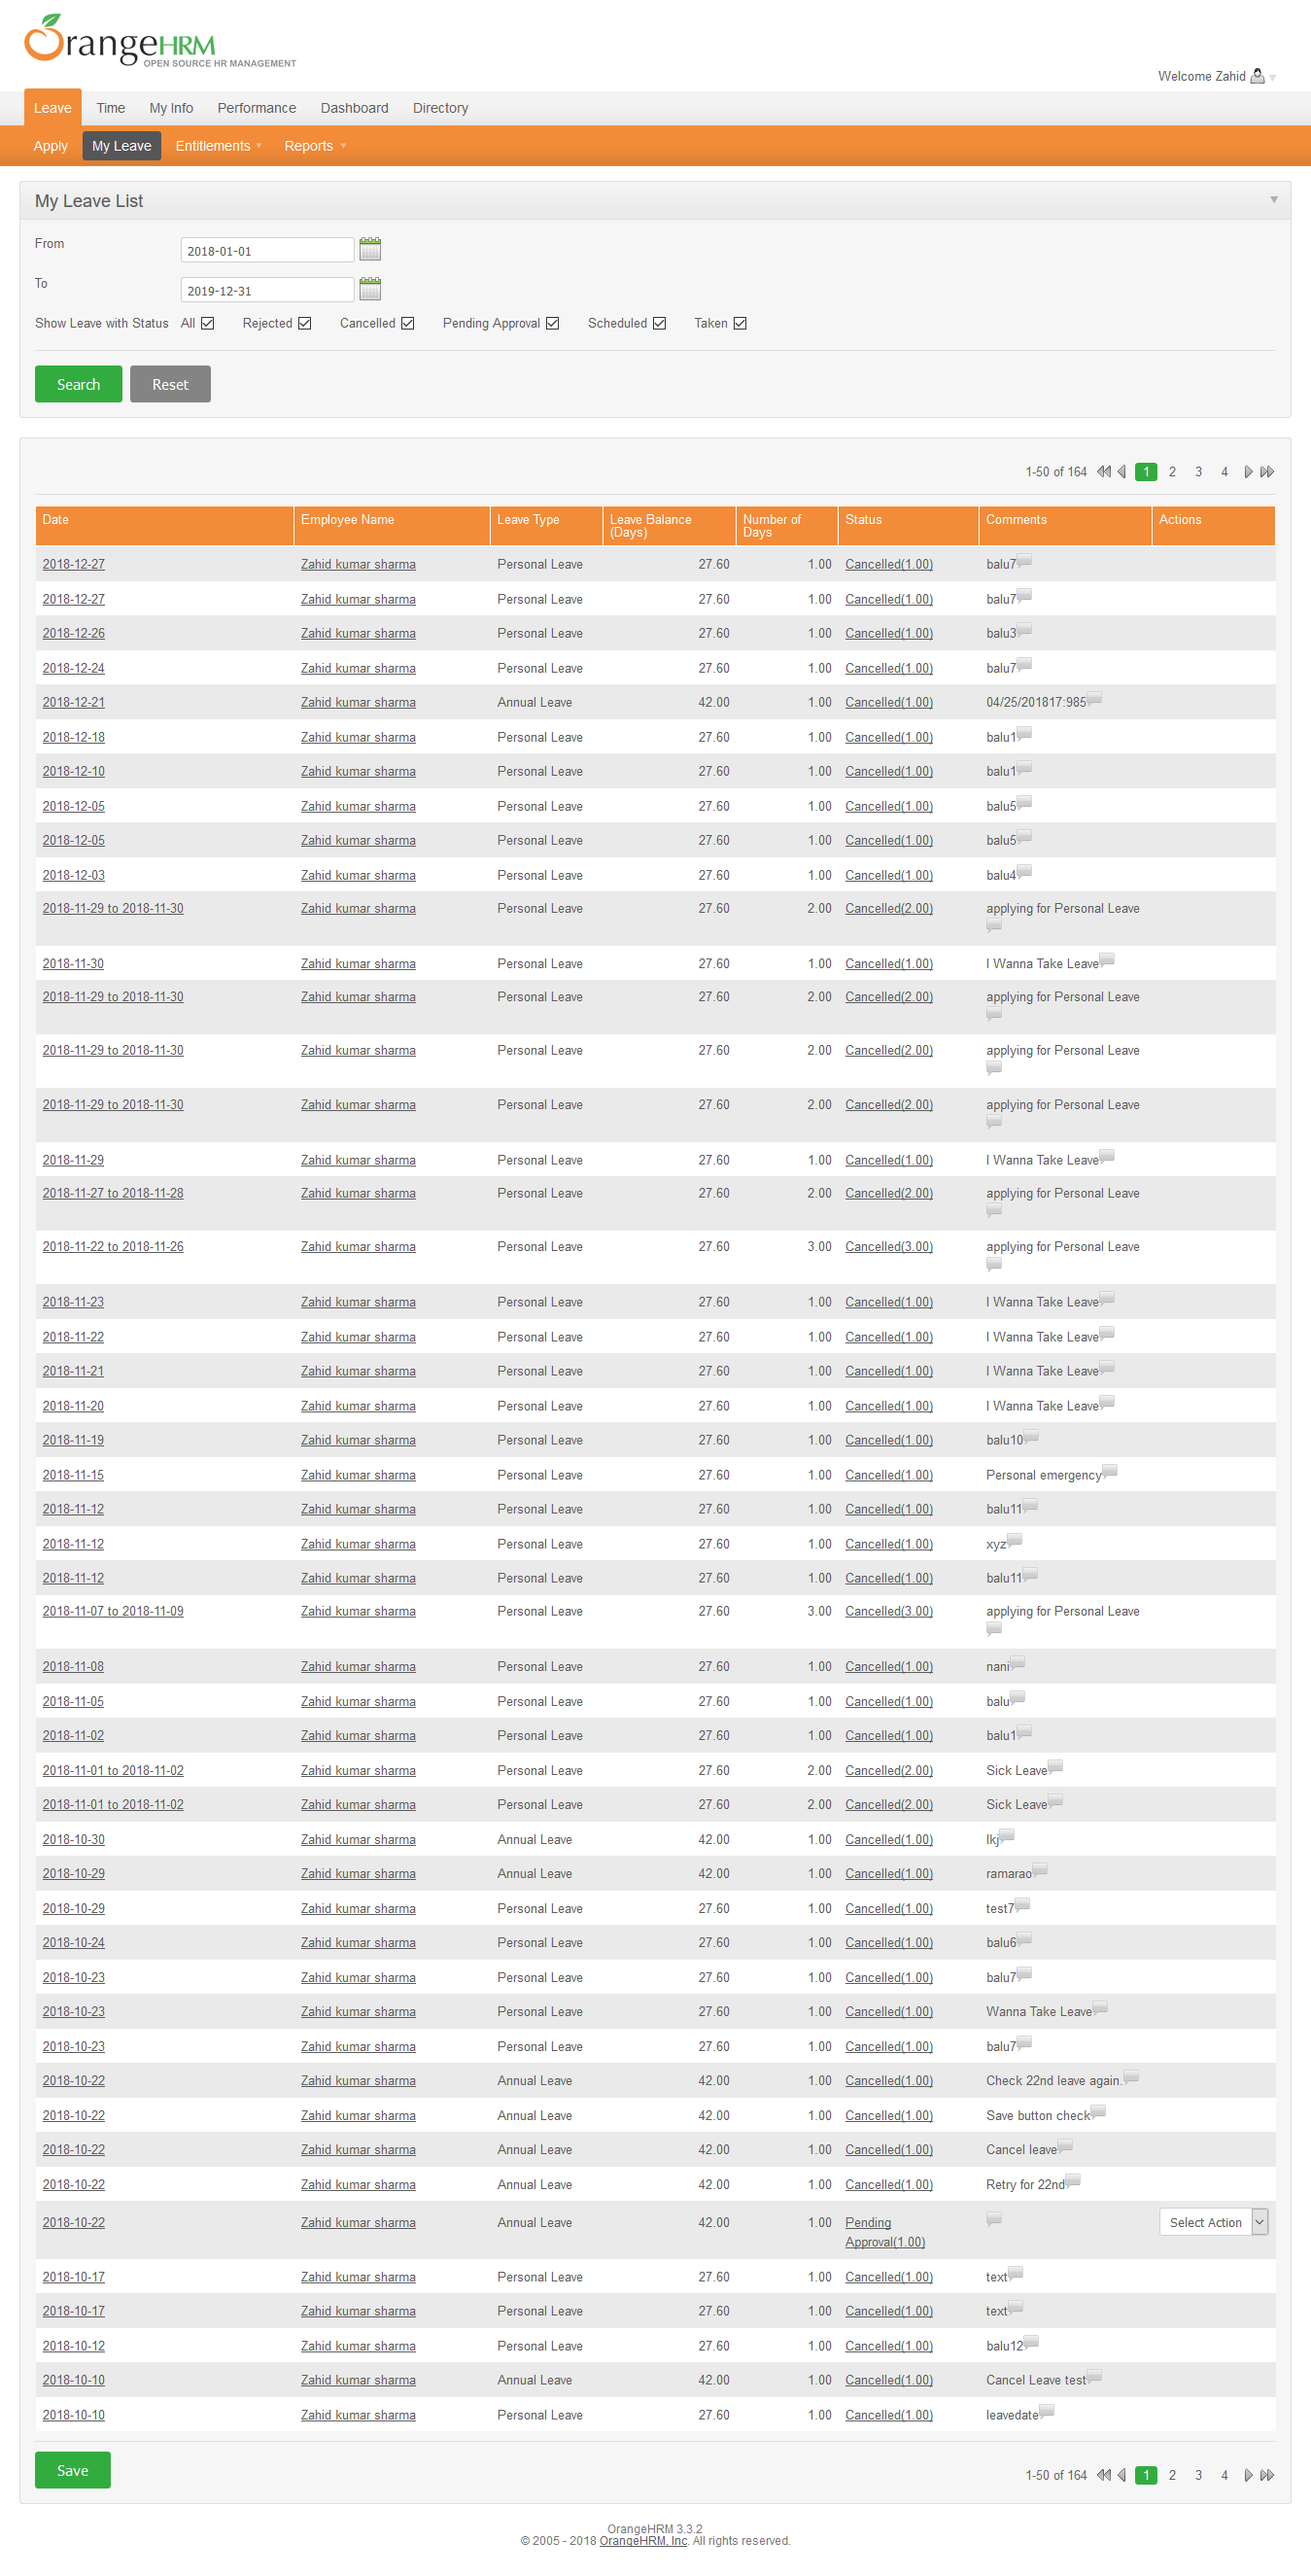 OrangeHRM
OPEN SOURCE HR MANAGEMENT
Welcome Zahid
Leave Time My Info Performance Dashboard Directory
Apply My Leave Entitlements Reports
My Leave List
From 2018-01-01
To 2019-12-31
Show Leave with Status All Rejected Cancelled Pending Approval Scheduled Taken
Search Reset
1-50 of 164 1 2 3 4
Date Employee Name Leave Type Leave Balance (Days) Number of Days Status Comments Actions
2018-12-27 Zahid kumar sharma Personal Leave 27.60 1.00 Cancelled(1.00) balu7
2018-12-27 Zahid kumar sharma Personal Leave 27.60 1.00 Cancelled(1.00) balu7
2018-12-26 Zahid kumar sharma Personal Leave 27.60 1.00 Cancelled(1.00) balu3
2018-12-24 Zahid kumar sharma Personal Leave 27.60 1.00 Cancelled(1.00) balu7
2018-12-21 Zahid kumar sharma Annual Leave 42.00 1.00 Cancelled(1.00) 04/25/201817:985
2018-12-18 Zahid kumar sharma Personal Leave 27.60 1.00 Cancelled(1.00) balu1
2018-12-10 Zahid kumar sharma Personal Leave 27.60 1.00 Cancelled(1.00) balu1
2018-12-05 Zahid kumar sharma Personal Leave 27.60 1.00 Cancelled(1.00) balu5
2018-12-05 Zahid kumar sharma Personal Leave 27.60 1.00 Cancelled(1.00) balu5
2018-12-03 Zahid kumar sharma Personal Leave 27.60 1.00 Cancelled(1.00) balu4
2018-11-29 to 2018-11-30 Zahid kumar sharma Personal Leave 27.60 2.00 Cancelled(2.00) applying for Personal Leave
2018-11-30 Zahid kumar sharma Personal Leave 27.60 1.00 Cancelled(1.00) I Wanna Take Leave
2018-11-29 to 2018-11-30 Zahid kumar sharma Personal Leave 27.60 2.00 Cancelled(2.00) applying for Personal Leave
2018-11-29 to 2018-11-30 Zahid kumar sharma Personal Leave 27.60 2.00 Cancelled(2.00) applying for Personal Leave
2018-11-29 to 2018-11-30 Zahid kumar sharma Personal Leave 27.60 2.00 Cancelled(2.00) applying for Personal Leave
2018-11-29 Zahid kumar sharma Personal Leave 27.60 1.00 Cancelled(1.00) I Wanna Take Leave
2018-11-27 to 2018-11-28 Zahid kumar sharma Personal Leave 27.60 2.00 Cancelled(2.00) applying for Personal Leave
2018-11-22 to 2018-11-26 Zahid kumar sharma Personal Leave 27.60 3.00 Cancelled(3.00) applying for Personal Leave
2018-11-23 Zahid kumar sharma Personal Leave 27.60 1.00 Cancelled(1.00) I Wanna Take Leave
2018-11-22 Zahid kumar sharma Personal Leave 27.60 1.00 Cancelled(1.00) I Wanna Take Leave
2018-11-21 Zahid kumar sharma Personal Leave 27.60 1.00 Cancelled(1.00) I Wanna Take Leave
2018-11-20 Zahid kumar sharma Personal Leave 27.60 1.00 Cancelled(1.00) I Wanna Take Leave
2018-11-19 Zahid kumar sharma Personal Leave 27.60 1.00 Cancelled(1.00) balu10
2018-11-15 Zahid kumar sharma Personal Leave 27.60 1.00 Cancelled(1.00) Personal emergency
2018-11-12 Zahid kumar sharma Personal Leave 27.60 1.00 Cancelled(1.00) balu11
2018-11-12 Zahid kumar sharma Personal Leave 27.60 1.00 Cancelled(1.00) xyz
2018-11-12 Zahid kumar sharma Personal Leave 27.60 1.00 Cancelled(1.00) balu11
2018-11-07 to 2018-11-09 Zahid kumar sharma Personal Leave 27.60 3.00 Cancelled(3.00) applying for Personal Leave
2018-11-08 Zahid kumar sharma Personal Leave 27.60 1.00 Cancelled(1.00) nani
2018-11-05 Zahid kumar sharma Personal Leave 27.60 1.00 Cancelled(1.00) balu
2018-11-02 Zahid kumar sharma Personal Leave 27.60 1.00 Cancelled(1.00) balu1
2018-11-01 to 2018-11-02 Zahid kumar sharma Personal Leave 27.60 2.00 Cancelled(2.00) Sick Leave
2018-11-01 to 2018-11-02 Zahid kumar sharma Personal Leave 27.60 2.00 Cancelled(2.00) Sick Leave
2018-10-30 Zahid kumar sharma Annual Leave 42.00 1.00 Cancelled(1.00) lkj
2018-10-29 Zahid kumar sharma Annual Leave 42.00 1.00 Cancelled(1.00) ramarao
2018-10-29 Zahid kumar sharma Personal Leave 27.60 1.00 Cancelled(1.00) test7
2018-10-24 Zahid kumar sharma Personal Leave 27.60 1.00 Cancelled(1.00) balu6
2018-10-23 Zahid kumar sharma Personal Leave 27.60 1.00 Cancelled(1.00) balu7
2018-10-23 Zahid kumar sharma Personal Leave 27.60 1.00 Cancelled(1.00) Wanna Take Leave
2018-10-23 Zahid kumar sharma Personal Leave 27.60 1.00 Cancelled(1.00) balu7
2018-10-22 Zahid kumar sharma Annual Leave 42.00 1.00 Cancelled(1.00) Check 22nd leave again.
2018-10-22 Zahid kumar sharma Annual Leave 42.00 1.00 Cancelled(1.00) Save button check
2018-10-22 Zahid kumar sharma Annual Leave 42.00 1.00 Cancelled(1.00) Cancel leave
2018-10-22 Zahid kumar sharma Annual Leave 42.00 1.00 Cancelled(1.00) Retry for 22nd
2018-10-22 Zahid kumar sharma Annual Leave 42.00 1.00 Pending Approval(1.00) Select Action
2018-10-17 Zahid kumar sharma Personal Leave 27.60 1.00 Cancelled(1.00) text
2018-10-17 Zahid kumar sharma Personal Leave 27.60 1.00 Cancelled(1.00) text
2018-10-12 Zahid kumar sharma Personal Leave 27.60 1.00 Cancelled(1.00) balu12
2018-10-10 Zahid kumar sharma Annual Leave 42.00 1.00 Cancelled(1.00) Cancel Leave test
2018-10-10 Zahid kumar sharma Personal Leave 27.60 1.00 Cancelled(1.00) leavedate
Save 1-50 of 164 1 2 3 4
OrangeHRM 3.3.2
© 2005 - 2018 OrangeHRM, Inc. All rights reserved.